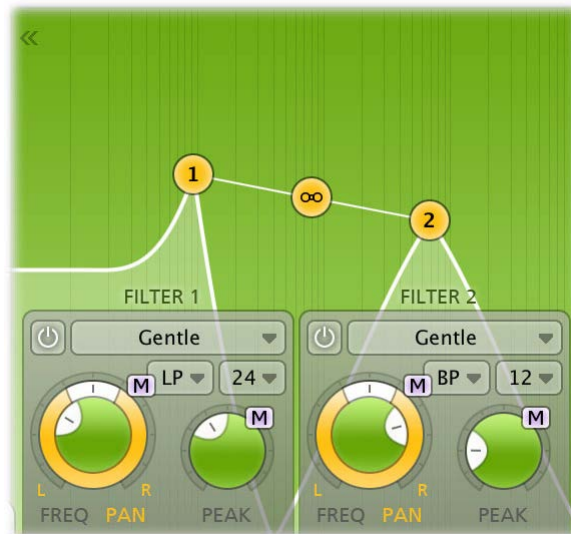 «
1
2
FILTER 1 FILTER 2
Gentle Gentle
M LP 24 M BP 12
M M
L R L R
FREQ PAN PEAK FREQ PAN PEAK